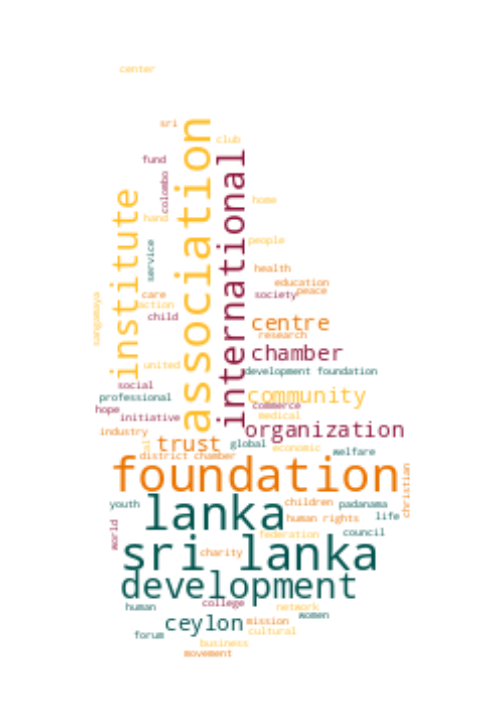 center
sri
association
club
fund
international
colombo
institute
home
hand
people
service
health
education
care
society
peace
sangamaya
action
child
centre
research
chamber
united
development foundation
social
professional
community
hope
commerce
initiative
medical
industry
organization
trust
global
economic
welfare
district chamber
foundation
christian
youth
lanka
children
padanama
human rights
life
world
federation
council
sri lanka
charity
development
human
college
network
women
ceylon
mission
forum
cultural
business
movement